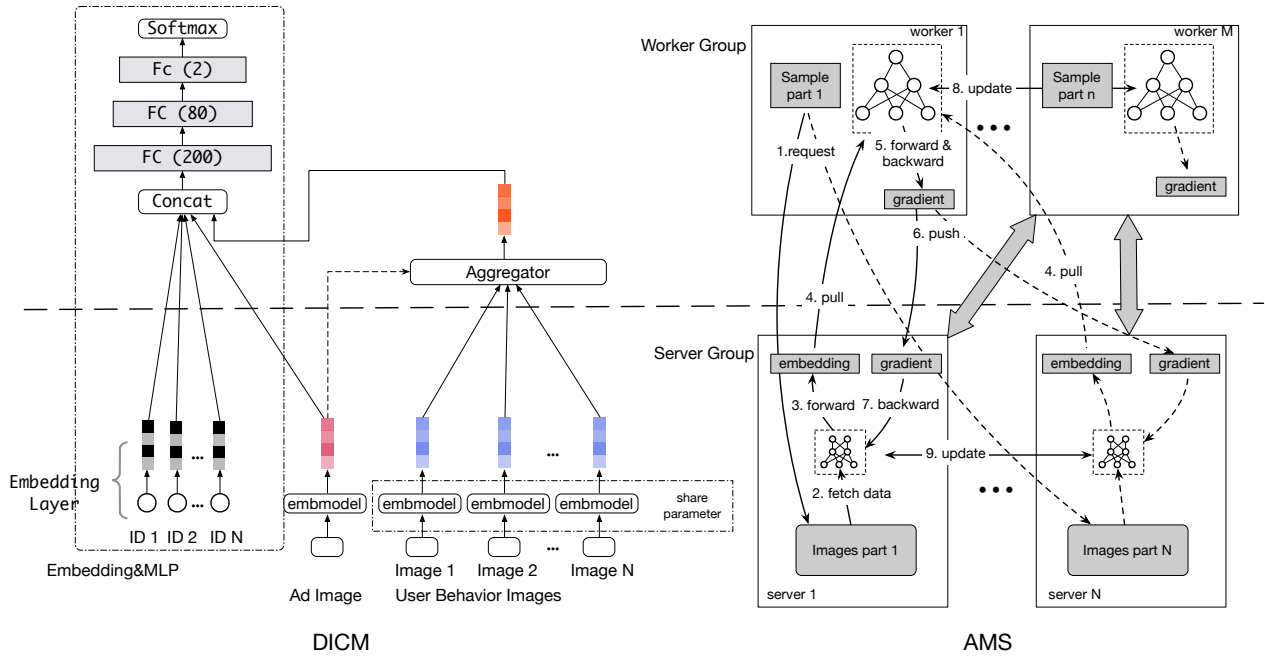 Softmax
Fc (2)
FC (80)
FC (200)
Concat
Aggregator
Embedding
Layer
...
...
...
embmodel
embmodel
embmodel
embmodel
share
parameter
ID 1
ID 2
ID N
...
Embedding&MLP
Ad Image
Image 1
Image 2
Image N
User Behavior Images
DICM
Worker Group
worker 1
worker M
Sample
part 1
8. update
Sample
part n
1.request
5. forward &
backward
gradient
gradient
6. push
4. pull
4. pull
Server Group
embedding
gradient
embedding
gradient
3. forward
7. backward
9. update
2. fetch data
Images part 1
Images part N
server 1
server N
AMS